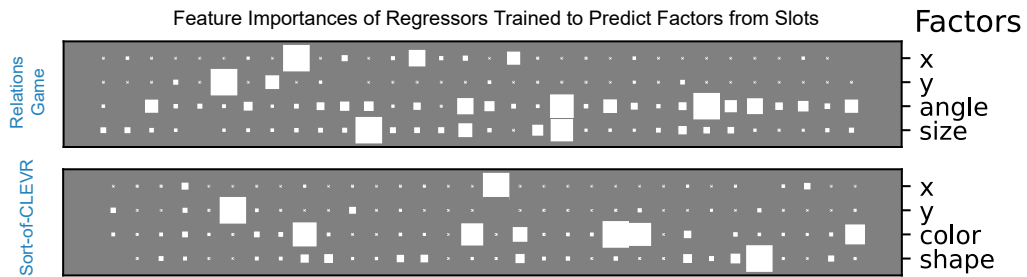 Feature Importances of Regressors Trained to Predict Factors from Slots
Factors
Relations
Game
x
y
angle
size
Sort-of-CLEVR
x
y
color
shape